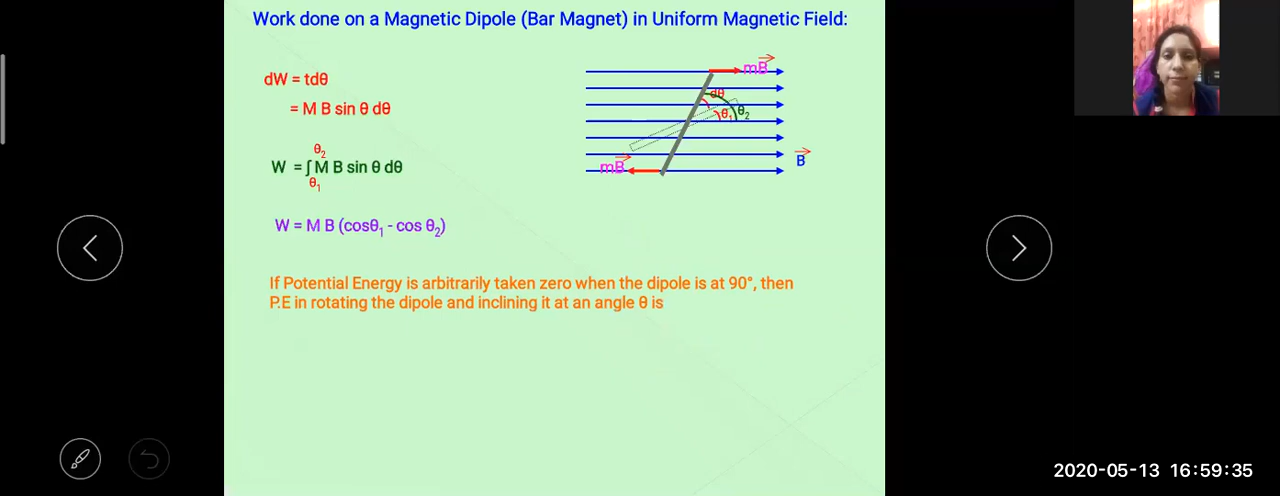 Work done on a Magnetic Dipole (Bar Magnet) in Uniform Magnetic Field:
dW = tdθ
= M B sin θ dθ
θ₂
W = ∫ M B sin θ dθ
θ₁
W = M B (cosθ₁ - cos θ₂)
If Potential Energy is arbitrarily taken zero when the dipole is at 90°, then
P.E in rotating the dipole and inclining it at an angle θ is
mB
dθ
θ₁
θ₂
mB
B
2020-05-13 16:59:35